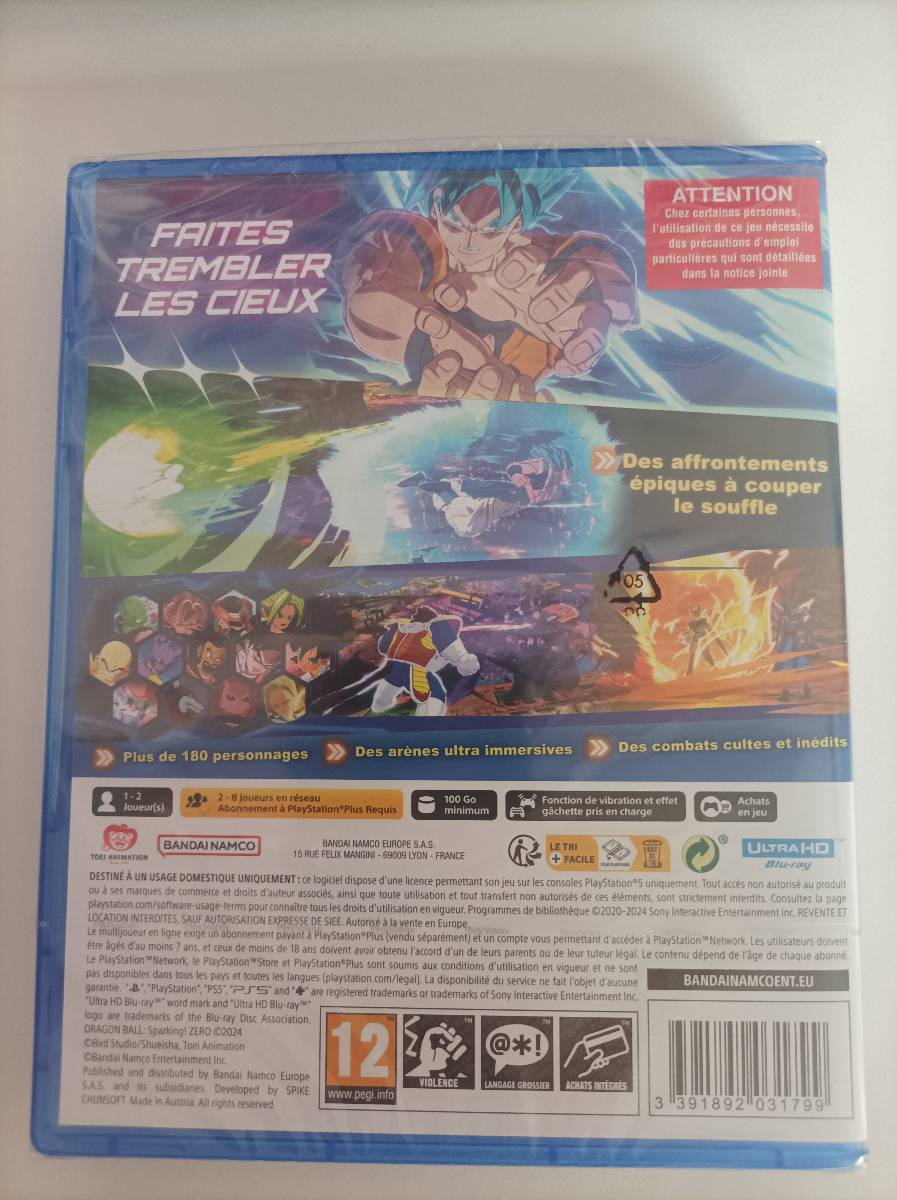 FAITES
TREMBLER
LES CIEUX
ATTENTION
Chez certaines personnes,
l'utilisation de ce jeu nécessite
des précautions d'emploi
particulières qui sont détaillées
dans la notice jointe
Des affrontements
épiques à couper
le souffle
05
Plus de 180 personnages
Des arènes ultra immersives
Des combats cultes et inédits
1 - 2
Joueur(s)
2 - 8 joueurs en réseau
Abonnement à PlayStation®Plus Requis
100 Go
minimum
Fonction de vibration et effet
gâchette pris en charge
Achats
en jeu
TOEI ANIMATION
BANDAI NAMCO
BANDAI NAMCO EUROPE S.A.S.
15 RUE FELIX MANGINI - 69009 LYON - FRANCE
LE TRI
+ FACILE
BAC
DE
TRI
®
ULTRA HD™
Blu-ray
DESTINÉ À UN USAGE DOMESTIQUE UNIQUEMENT : ce logiciel dispose d'une licence permettant son jeu sur les consoles PlayStation®5 uniquement. Tout accès non autorisé au produit
ou à ses marques de commerce et droits d'auteur associés, ainsi que toute utilisation et tout transfert non autorisés de ces éléments, sont strictement interdits. Consultez la page
playstation.com/software-usage-terms pour connaître tous les droits d'utilisation en vigueur. Programmes de bibliothèque ©2020-2024 Sony Interactive Entertainment Inc. REVENTE ET
LOCATION INTERDITES, SAUF AUTORISATION EXPRESSE DE SIEE. Autorisé à la vente en Europe.
Le multijoueur en ligne exige un abonnement payant à PlayStation®Plus (vendu séparément) et un compte vous permettant d'accéder à PlayStation™Network. Les utilisateurs doivent
être âgés d'au moins 7 ans, et ceux de moins de 18 ans doivent avoir obtenu l'accord d'un de leurs parents ou de leur tuteur légal. Le contenu dépend de l'âge de chaque abonné.
Le PlayStation™Network, le PlayStation™Store et PlayStation®Plus sont soumis aux conditions d'utilisation en vigueur et ne sont
pas disponibles dans tous les pays et toutes les langues (playstation.com/legal). La disponibilité du service ne fait l'objet d'aucune
garantie. " ", "PlayStation", "PS5", "PS5" and " " are registered trademarks or trademarks of Sony Interactive Entertainment Inc.
"Ultra HD Blu-ray™" word mark and "Ultra HD Blu-ray™"
logo are trademarks of the Blu-ray Disc Association.
DRAGON BALL: Sparking! ZERO ©2024
©Bird Studio/Shueisha, Toei Animation
©Bandai Namco Entertainment Inc.
Published and distributed by Bandai Namco Europe
S.A.S. and its subsidiaries. Developed by SPIKE
CHUNSOFT. Made in Austria. All rights reserved.
BANDAINAMCOENT.EU
12
www.pegi.info
VIOLENCE
@*!
LANGAGE GROSSIER
ACHATS INTÉGRÉS
3 391892 031799